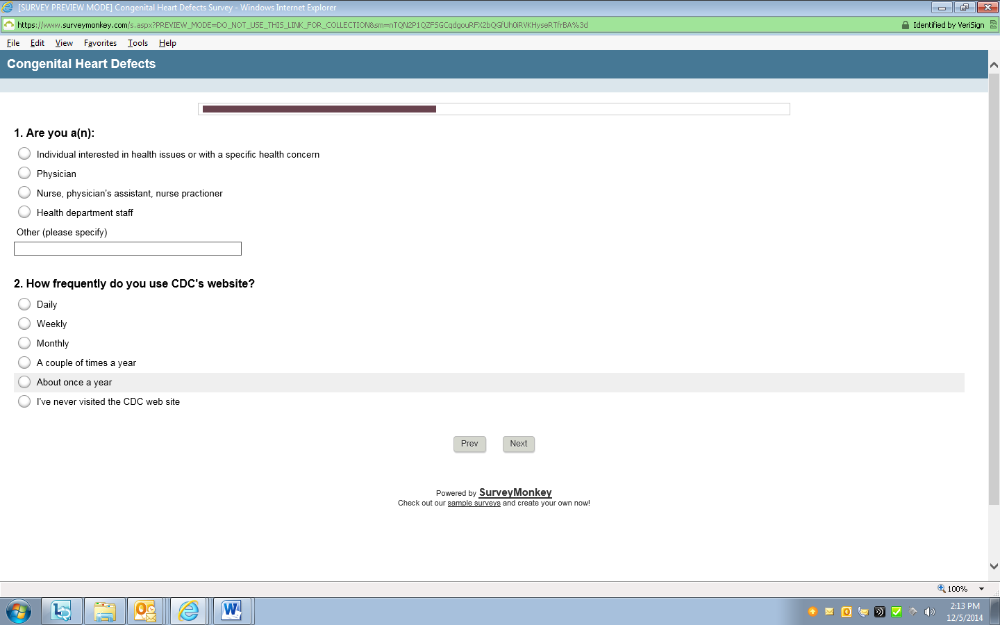 [SURVEY PREVIEW MODE] Congenital Heart Defects Survey - Windows Internet Explorer
https://www.surveymonkey.com/s.aspx?PREVIEW_MODE=DO_NOT_USE_THIS_LINK_FOR_COLLECTION&sm=nTQN2P1QZFSGCqdgouRFX2bQGfUh0iRVKHyseRTfrBA%3d
Identified by VeriSign
File Edit View Favorites Tools Help
Congenital Heart Defects
1. Are you a(n):
Individual interested in health issues or with a specific health concern
Physician
Nurse, physician's assistant, nurse practioner
Health department staff
Other (please specify)
2. How frequently do you use CDC's website?
Daily
Weekly
Monthly
A couple of times a year
About once a year
I've never visited the CDC web site
Prev Next
Powered by SurveyMonkey
Check out our sample surveys and create your own now!
100%
2:13 PM
12/5/2014